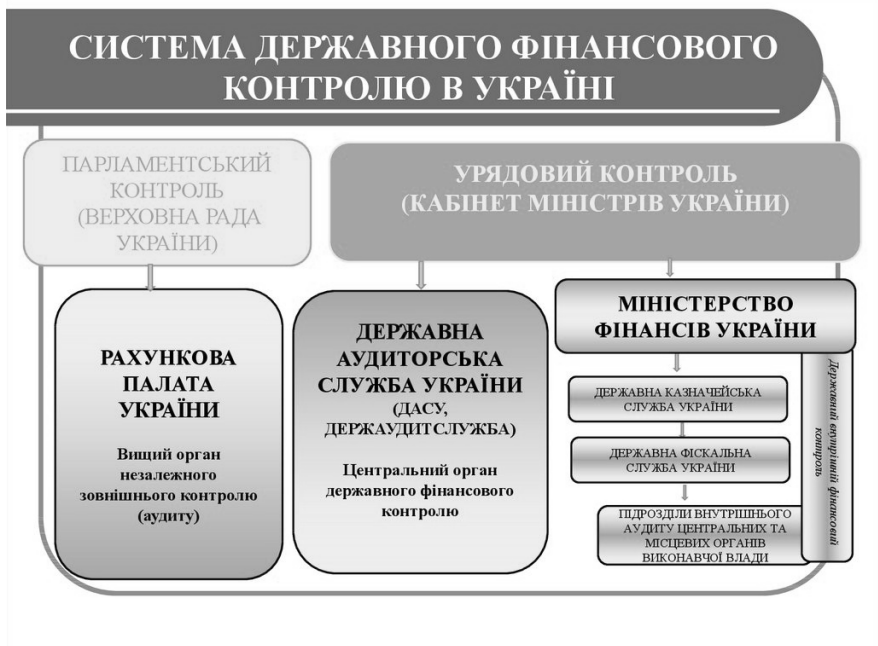 СИСТЕМА ДЕРЖАВНОГО ФІНАНСОВОГО
КОНТРОЛЮ В УКРАЇНІ
ПАРЛАМЕНТСЬКИЙ
КОНТРОЛЬ
(ВЕРХОВНА РАДА
УКРАЇНИ)
УРЯДОВИЙ КОНТРОЛЬ
(КАБІНЕТ МІНІСТРІВ УКРАЇНИ)
РАХУНКОВА
ПАЛАТА
УКРАЇНИ
Вищий орган
незалежного
зовнішнього контролю
(аудиту)
ДЕРЖАВНА
АУДИТОРСЬКА
СЛУЖБА УКРАЇНИ
(ДАСУ,
ДЕРЖАУДИТСЛУЖБА)
Центральний орган
державного фінансового
контролю
МІНІСТЕРСТВО
ФІНАНСІВ УКРАЇНИ
ДЕРЖАВНА КАЗНАЧЕЙСЬКА
СЛУЖБА УКРАЇНИ
ДЕРЖАВНА ФІСКАЛЬНА
СЛУЖБА УКРАЇНИ
ПІДРОЗДІЛИ ВНУТРІШНЬОГО
АУДИТУ ЦЕНТРАЛЬНИХ ТА
МІСЦЕВИХ ОРГАНІВ
ВИКОНАВЧОЇ ВЛАДИ
Державний внутрішній фінансовий
контроль